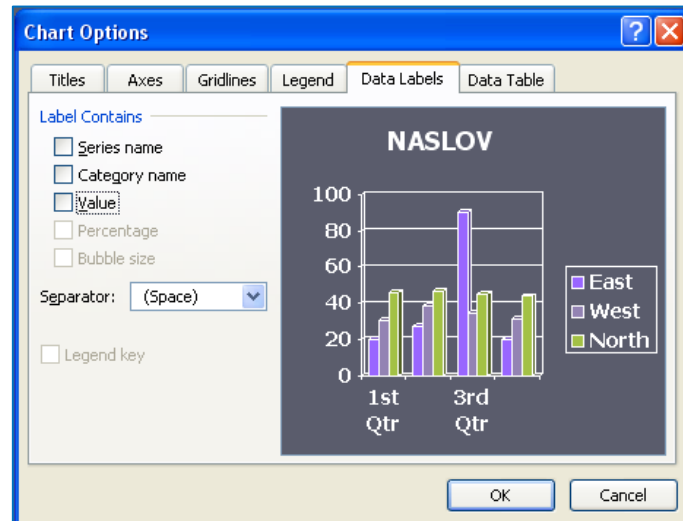 Chart Options
Titles Axes Gridlines Legend Data Labels Data Table
Label Contains
Series name
Category name
Value
Percentage
Bubble size
Separator: (Space)
Legend key
NASLOV
100
80
60
40
20
0
1st Qtr
3rd Qtr
East
West
North
OK Cancel